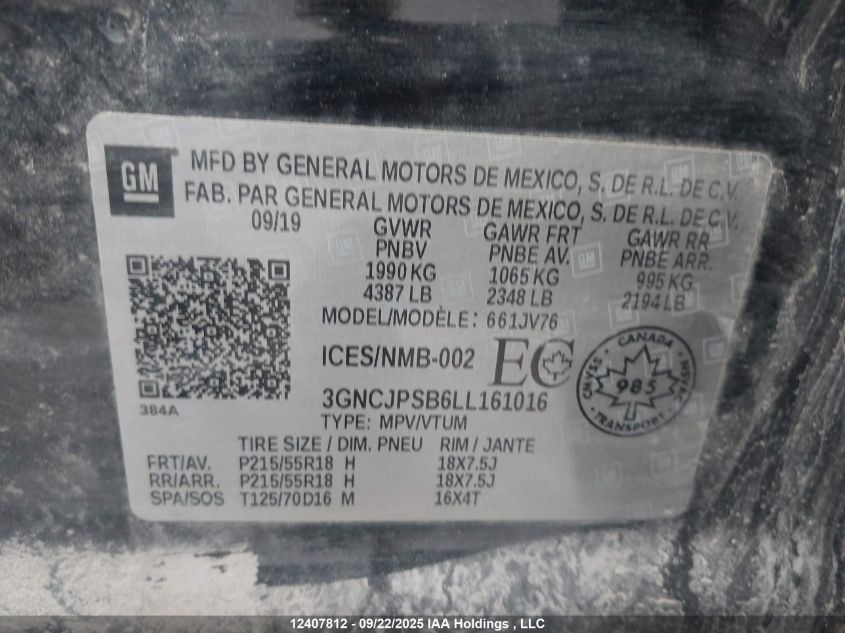 GM
MFD BY GENERAL MOTORS DE MEXICO, S. DE R.L. DE C.V.
FAB. PAR GENERAL MOTORS DE MEXICO, S. DE R.L. DE C.V.
09/19
GVWR GAWR FRT GAWR RR
PNBV PNBE AV. PNBE ARR.
1990 KG 1065 KG 995 KG
4387 LB 2348 LB 2194 LB
MODEL/MODÈLE: 661JV76
ICES/NMB-002 EC
CANADA
985
TRANSPORT
3GNCJPSB6LL161016
384A
TYPE: MPV/VTUM
TIRE SIZE / DIM. PNEU RIM / JANTE
FRT/AV. P215/55R18 H 18X7.5J
RR/ARR. P215/55R18 H 18X7.5J
SPA/SOS T125/70D16 M 16X4T
12407812 - 09/22/2025 IAA Holdings , LLC